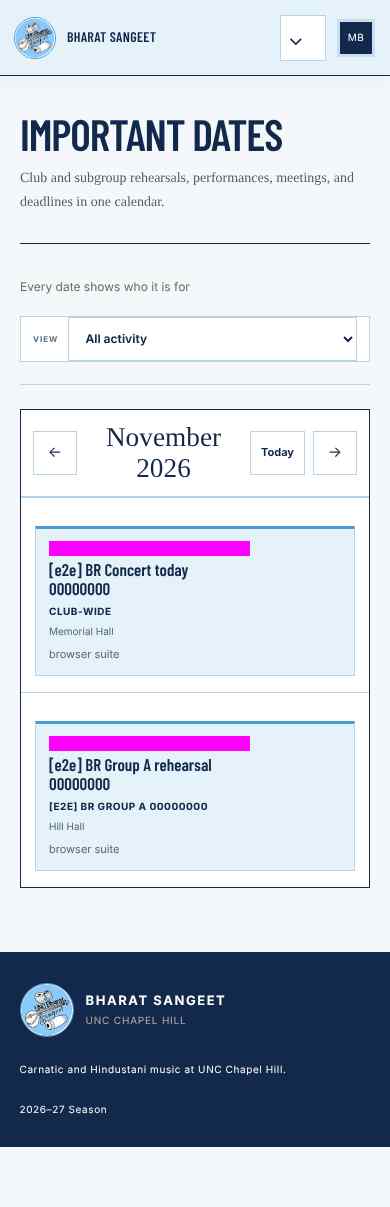 BHARAT SANGEET
MB
IMPORTANT DATES
Club and subgroup rehearsals, performances, meetings, and
deadlines in one calendar.
Every date shows who it is for
VIEW
All activity
←
November
2026
Today
→
[e2e] BR Concert today
00000000
CLUB-WIDE
Memorial Hall
browser suite
[e2e] BR Group A rehearsal
00000000
[E2E] BR GROUP A 00000000
Hill Hall
browser suite
BHARAT SANGEET
UNC CHAPEL HILL
Carnatic and Hindustani music at UNC Chapel Hill.
2026–27 Season